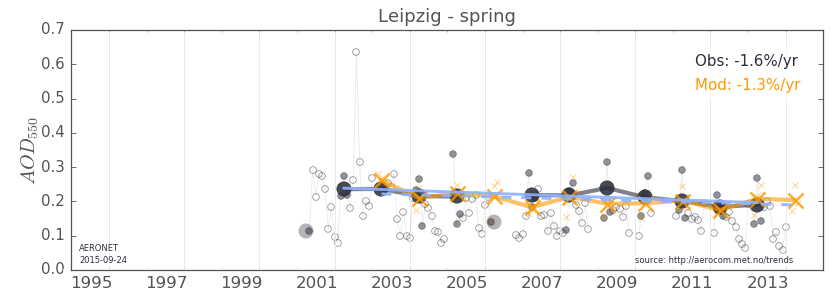 Leipzig - spring
0.7
0.6
0.5
0.4
0.3
0.2
0.1
0.0
AOD550
Obs: -1.6%/yr
Mod: -1.3%/yr
AERONET
2015-09-24
source: http://aerocom.met.no/trends
1995 1997 1999 2001 2003 2005 2007 2009 2011 2013